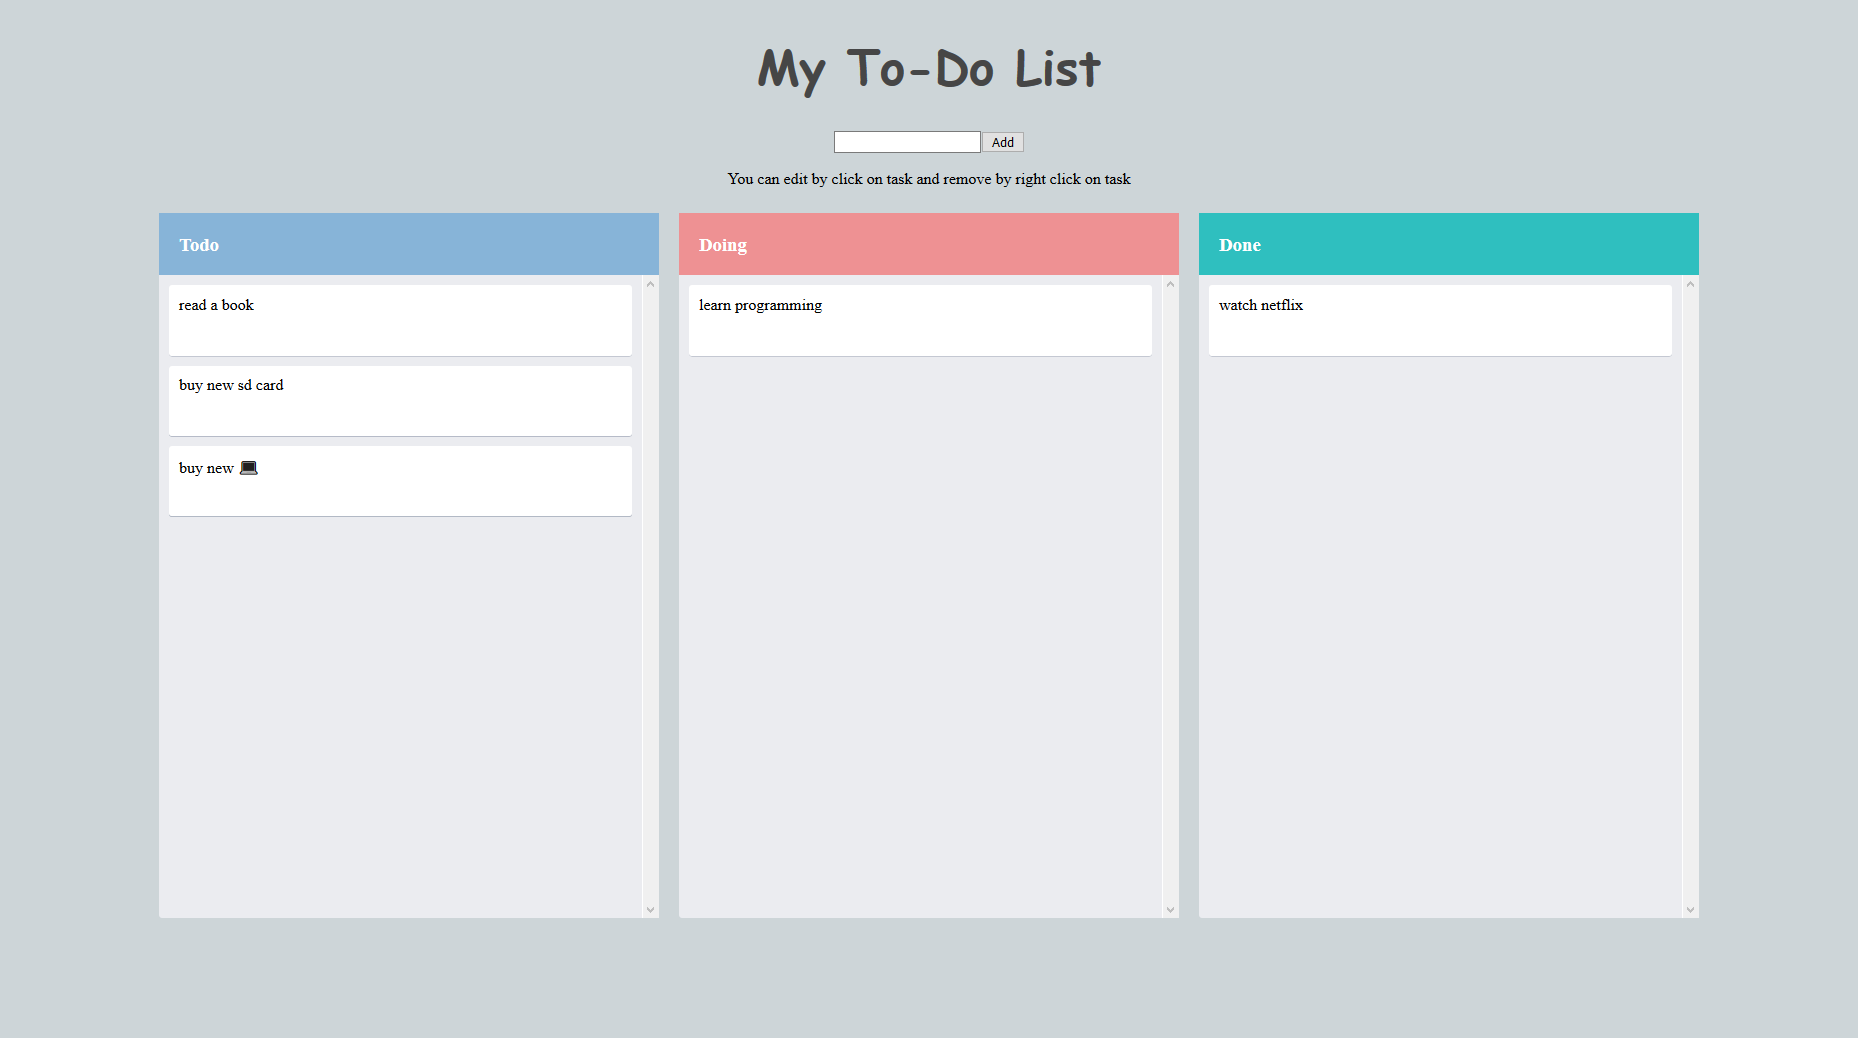 My To-Do List
Add
You can edit by click on task and remove by right click on task
Todo
read a book
buy new sd card
buy new 💻
Doing
learn programming
Done
watch netflix